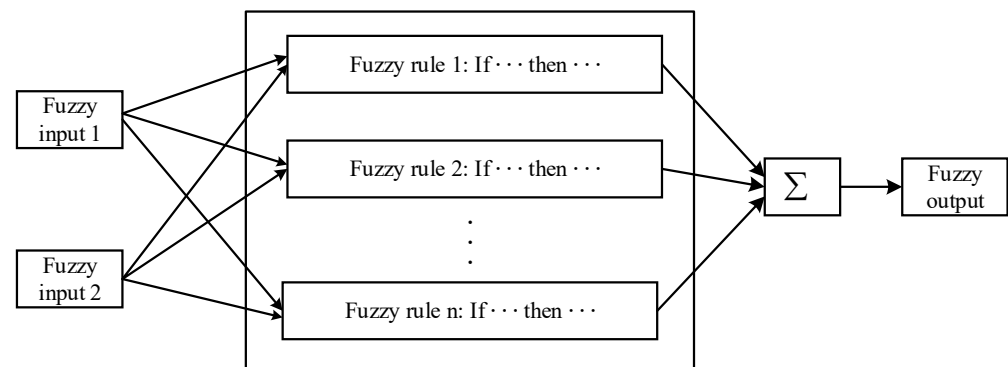 Fuzzy
input 1
Fuzzy
input 2
Fuzzy rule 1: If ··· then ···
Fuzzy rule 2: If ··· then ···
Fuzzy rule n: If ··· then ···
∑
Fuzzy
output